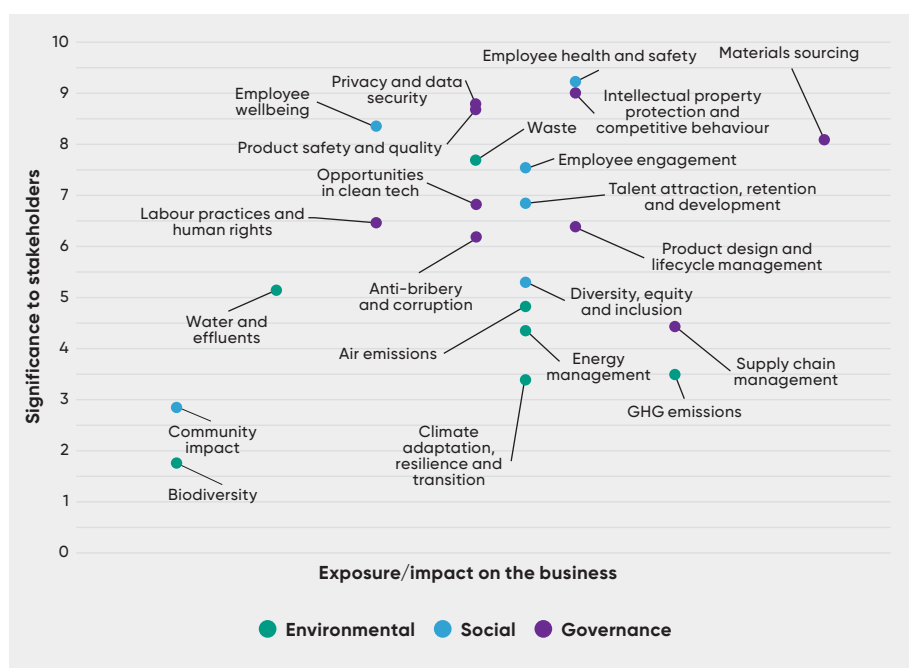 10
9
8
7
6
5
4
3
2
1
0
Significance to stakeholders
Employee health and safety
Materials sourcing
Privacy and data
security
Employee
wellbeing
Intellectual property
protection and
competitive behaviour
Product safety and quality
Waste
Employee engagement
Opportunities
in clean tech
Talent attraction, retention
and development
Labour practices and
human rights
Product design and
lifecycle management
Anti-bribery
and corruption
Diversity, equity
and inclusion
Water and
effluents
Air emissions
Energy
management
Supply chain
management
GHG emissions
Community
impact
Climate
adaptation,
resilience and
transition
Biodiversity
Exposure/impact on the business
Environmental
Social
Governance